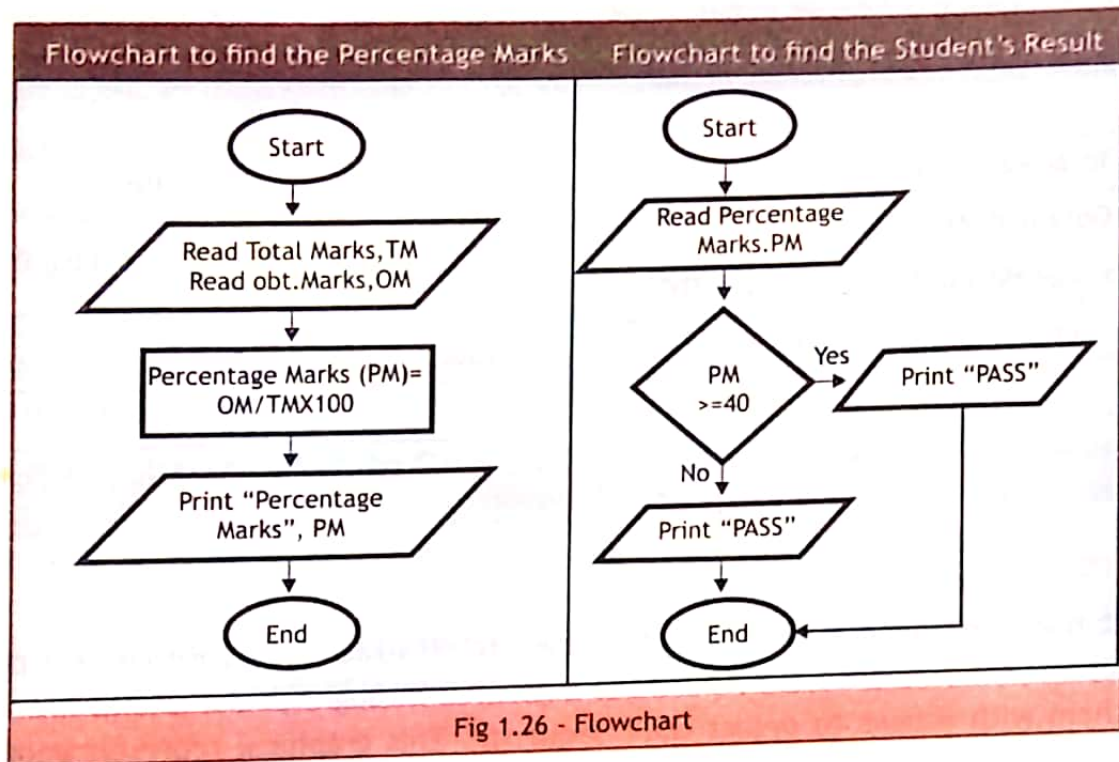 Flowchart to find the Percentage Marks
Start
Read Total Marks,TM
Read obt.Marks,OM
Percentage Marks (PM)=
OM/TMX100
Print “Percentage
Marks”, PM
End
Flowchart to find the Student's Result
Start
Read Percentage
Marks.PM
PM
>=40
Yes
Print “PASS”
No
Print “PASS”
End
Fig 1.26 - Flowchart